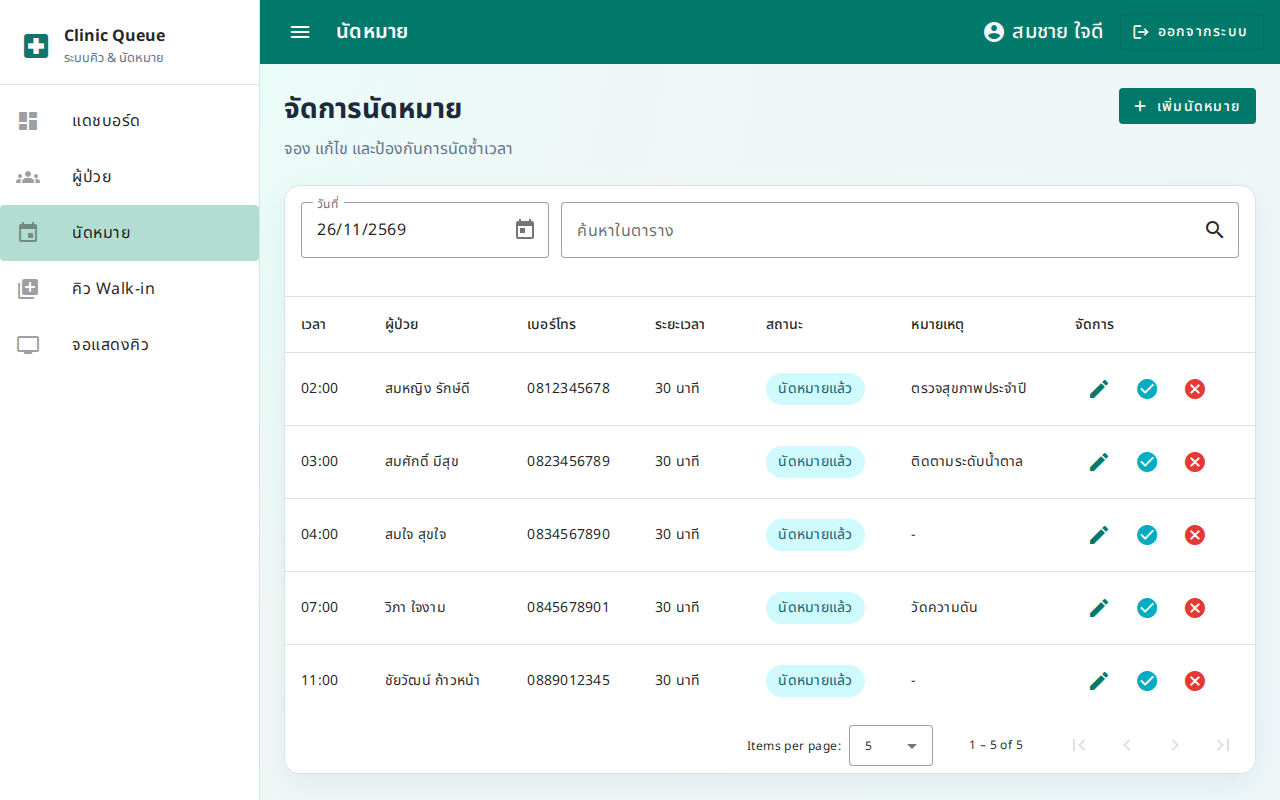 Clinic Queue
ระบบคิว & นัดหมาย
แดชบอร์ด
ผู้ป่วย
นัดหมาย
คิว Walk-in
จอแสดงคิว
นัดหมาย
สมชาย ใจดี
ออกจากระบบ
จัดการนัดหมาย
จอง แก้ไข และป้องกันการนัดซ้ำเวลา
เพิ่มนัดหมาย
วันที่
26/11/2569
ค้นหาในตาราง
เวลา ผู้ป่วย เบอร์โทร ระยะเวลา สถานะ หมายเหตุ จัดการ
02:00 สมหญิง รักษ์ดี 0812345678 30 นาที นัดหมายแล้ว ตรวจสุขภาพประจำปี
03:00 สมศักดิ์ มีสุข 0823456789 30 นาที นัดหมายแล้ว ติดตามระดับน้ำตาล
04:00 สมใจ สุขใจ 0834567890 30 นาที นัดหมายแล้ว -
07:00 วิภา ใจงาม 0845678901 30 นาที นัดหมายแล้ว วัดความดัน
11:00 ชัยวัฒน์ ก้าวหน้า 0889012345 30 นาที นัดหมายแล้ว -
Items per page: 5 1 – 5 of 5